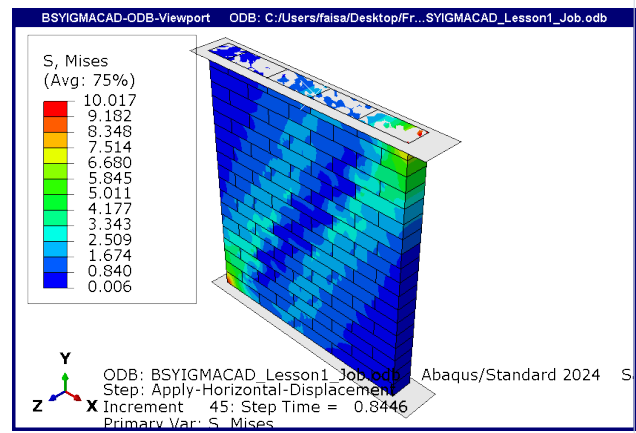 BSYIGMACAD-ODB-Viewport ODB: C:/Users/faisa/Desktop/Fr...SYIGMACAD_Lesson1_Job.odb
S, Mises
(Avg: 75%)
10.017
9.182
8.348
7.514
6.680
5.845
5.011
4.177
3.343
2.509
1.674
0.840
0.006
Y
Z X
ODB: BSYIGMACAD_Lesson1_Job.odb Abaqus/Standard 2024
Step: Apply-Horizontal-Displacement
Increment 45: Step Time = 0.8446
Primary Var: S, Mises